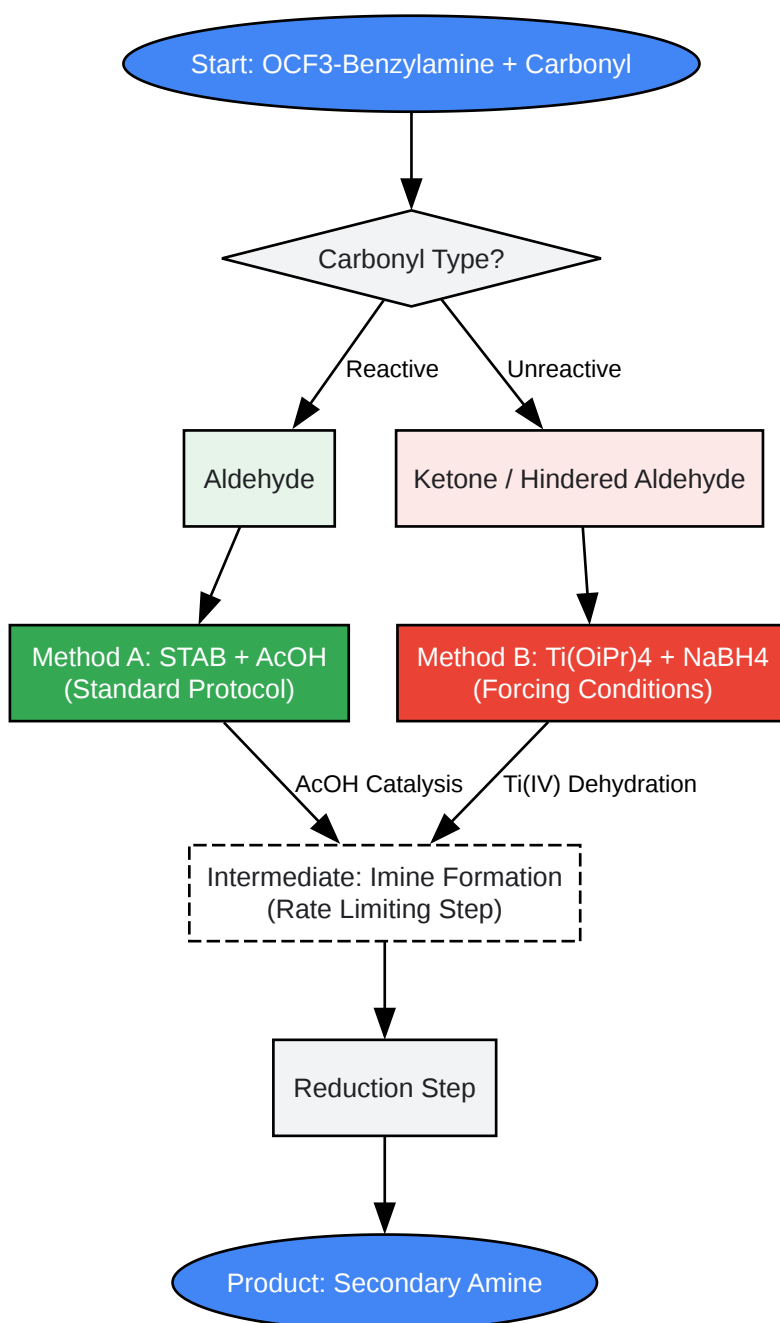 Start: OCF3-Benzylamine + Carbonyl
Carbonyl Type?
Reactive
Unreactive
Aldehyde
Ketone / Hindered Aldehyde
Method A: STAB + AcOH
(Standard Protocol)
Method B: Ti(OiPr)4 + NaBH4
(Forcing Conditions)
AcOH Catalysis
Ti(IV) Dehydration
Intermediate: Imine Formation
(Rate Limiting Step)
Reduction Step
Product: Secondary Amine